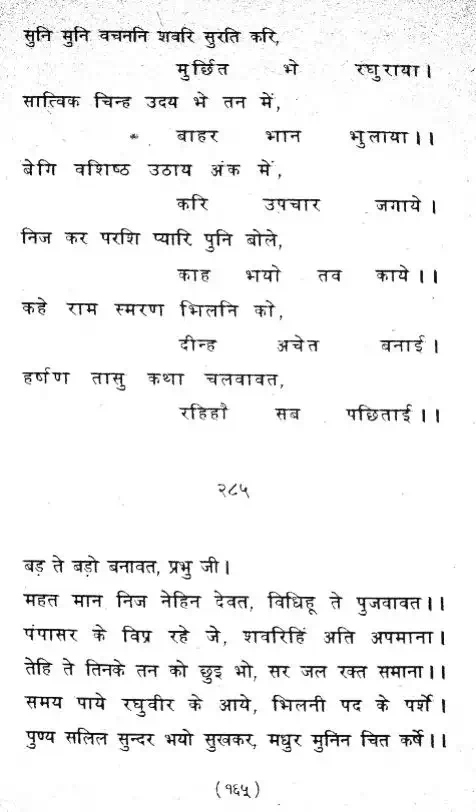 सुनि मुनि वचननि शवरि सुरति करि,
मुर्छित भे रघुराया।
सात्विक चिन्ह उदय भे तन में,
बाहर भान भुलाया।।
बेगि वशिष्ठ उठाय अंक में,
करि उपचार जगाये।
निज कर परशि प्यारि पुनि बोले,
काह भयो तव काये।।
कहे राम स्मरण भिलनि को,
दीन्ह अचेत बनाई।
हर्षण तासु कथा चलवावत,
रहिहौ सब पछिताई।।
२८५
बड़ ते बड़ो बनावत, प्रभु जी।
महत मान निज नेहिन देवत, विधिहू ते पुजवावत।।
पंपासर के विप्र रहे जे, शवरिहिं अति अपमाना।
तेहि ते तिनके तन को छुइ भो, सर जल रक्त समाना।।
समय पाये रघुवीर के आये, भिलनी पद के पर्शे।
पुण्य सलिल सुन्दर भयो सुखकर, मधुर मुनिन चित कर्षे।।
(१६५)